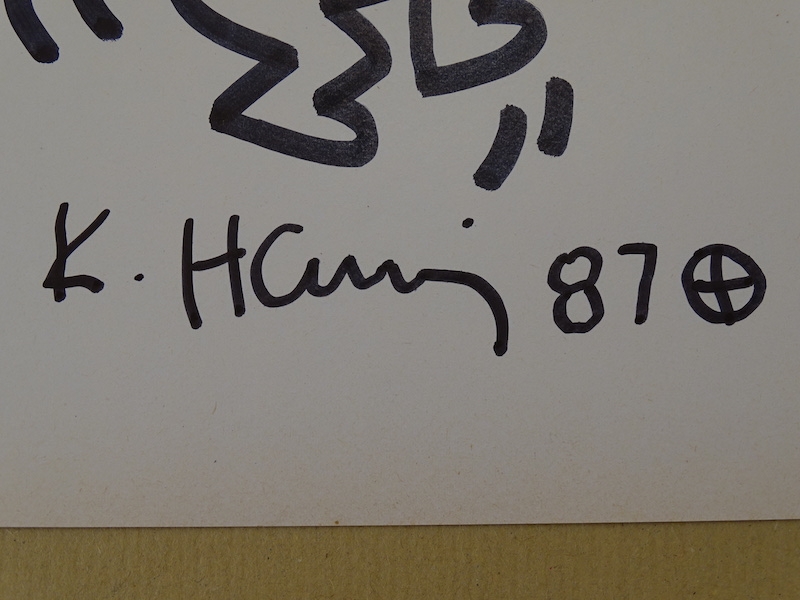 K. Haring 87 ⊕